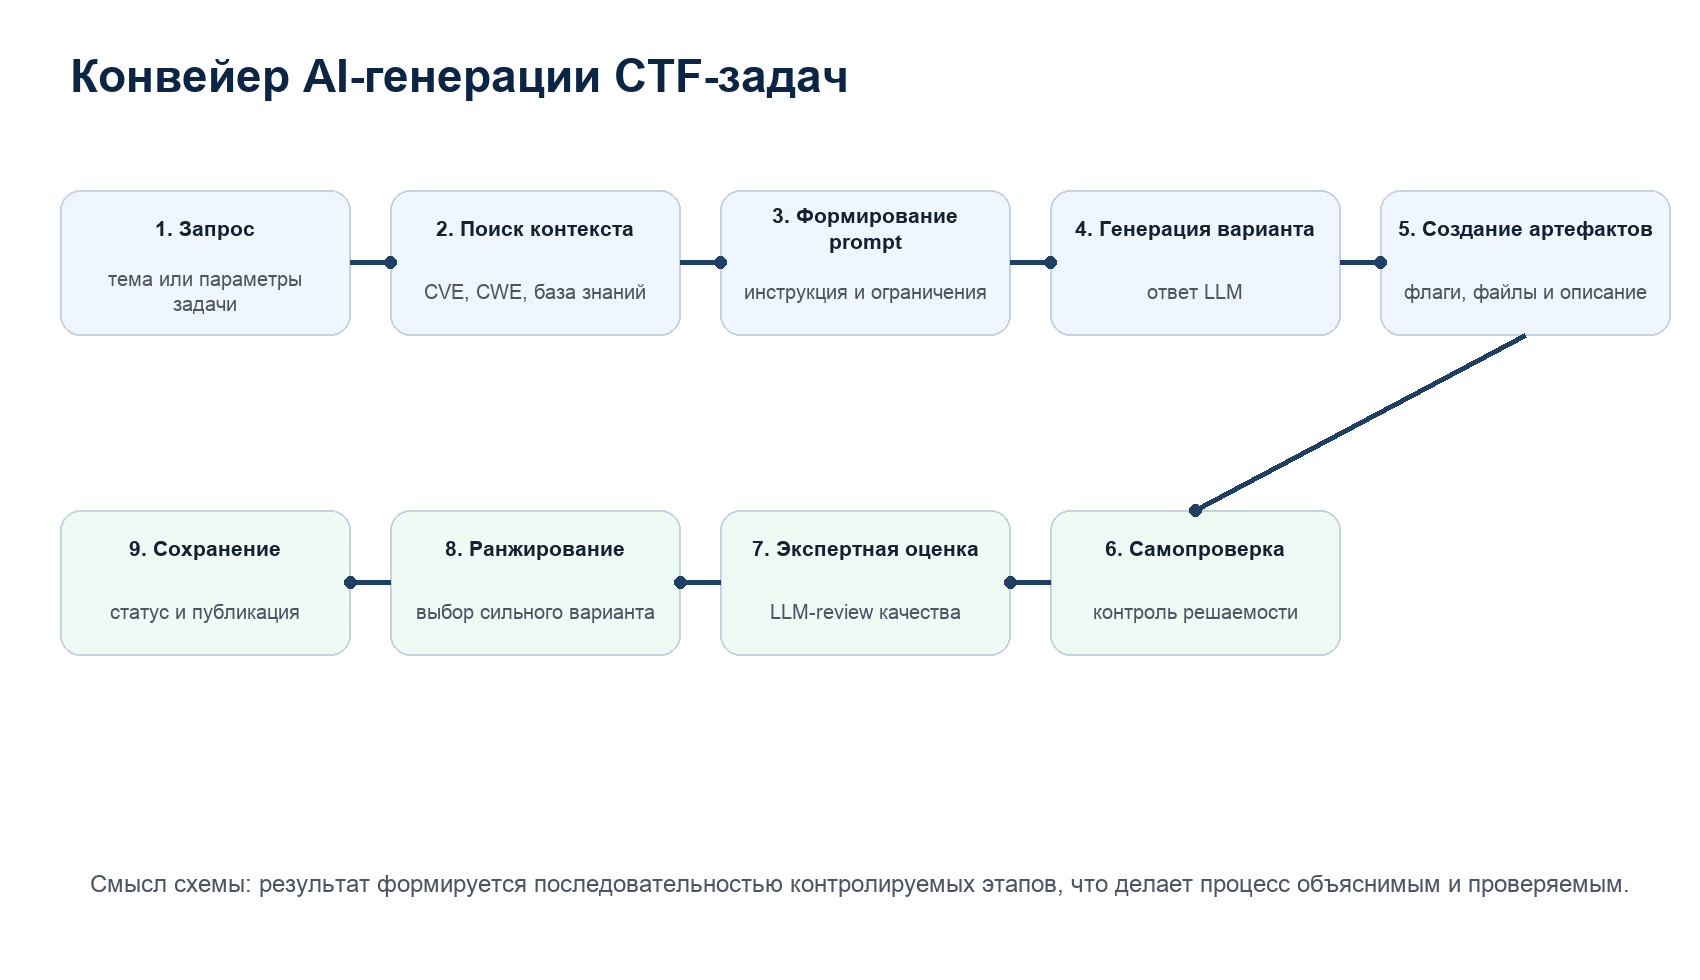 Конвейер AI-генерации CTF-задач
1. Запрос
тема или параметры
задачи
2. Поиск контекста
CVE, CWE, база знаний
3. Формирование
prompt
инструкция и ограничения
4. Генерация варианта
ответ LLM
5. Создание артефактов
флаги, файлы и описание
9. Сохранение
статус и публикация
8. Ранжирование
выбор сильного варианта
7. Экспертная оценка
LLM-review качества
6. Самопроверка
контроль решаемости
Смысл схемы: результат формируется последовательностью контролируемых этапов, что делает процесс объяснимым и проверяемым.